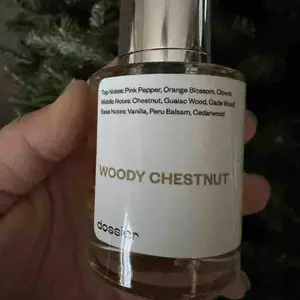 Top Notes: Pink Pepper, Orange Blossom, Cloves
Middle Notes: Chestnut, Guaiac Wood, Cade Wood
Base Notes: Vanilla, Peru Balsam, Cedarwood
WOODY CHESTNUT
dossier